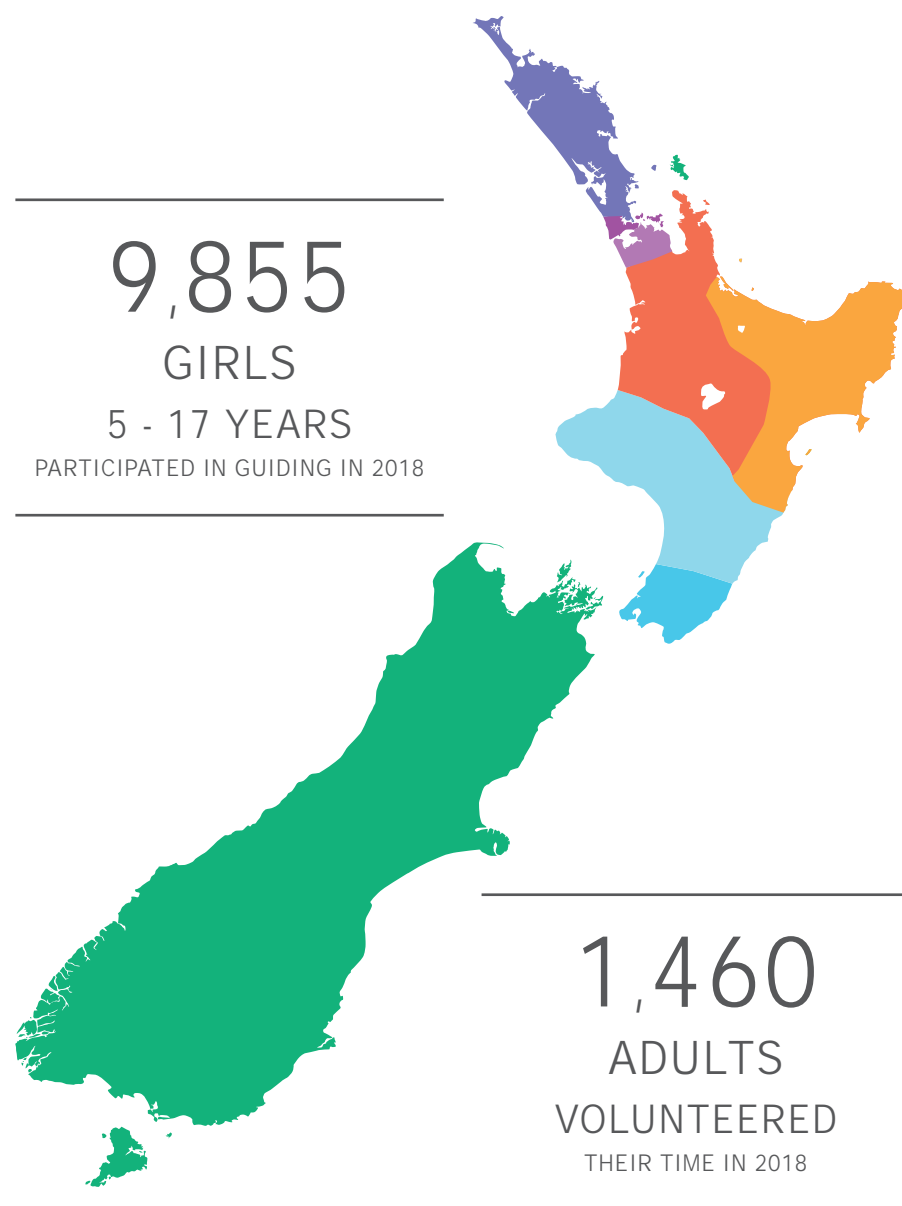 9,855
GIRLS
5 - 17 YEARS
PARTICIPATED IN GUIDING IN 2018
1,460
ADULTS
VOLUNTEERED
THEIR TIME IN 2018